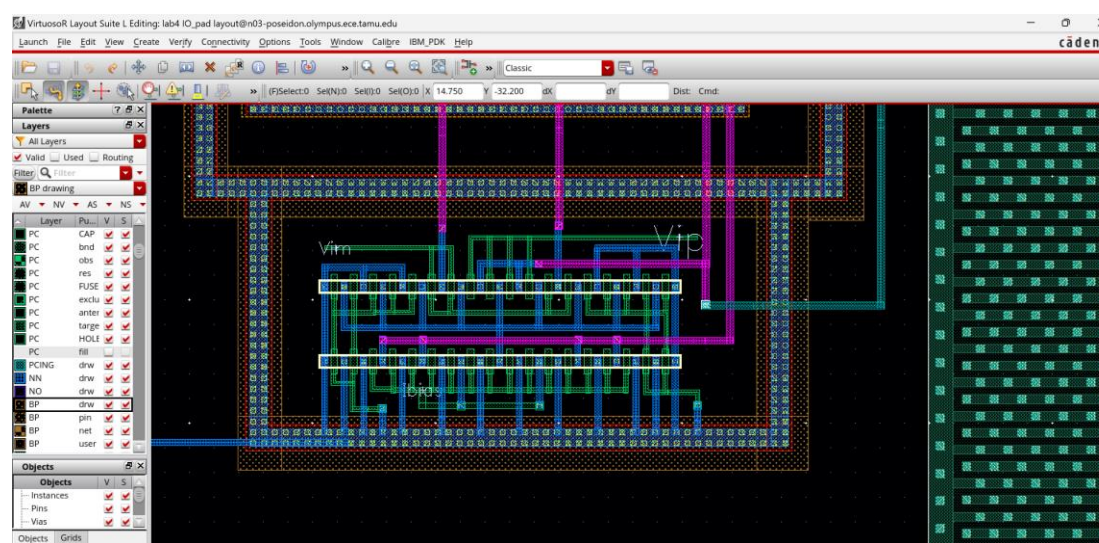 VirtuosoR Layout Suite L Editing: lab4 IO_pad layout@n03-poseidon.olympus.ece.tamu.edu
Launch File Edit View Create Verify Connectivity Options Tools Window Calibre IBM_PDK Help
cāden
» » Classic
» (F)Select:0 Sel(N):0 Sel(I):0 Sel(O):0 X 14.750 Y -32.200 dX dY Dist: Cmd:
Palette ? X
Layers
All Layers
Valid Used Routing
Filter Filter
BP drawing
AV NV AS NS
Layer Pu... V S
PC CAP
PC bnd
PC obs
PC res
PC FUSE
PC exclu
PC anter
PC targe
PC HOLE
PC fill
PCING drw
NN drw
NO drw
BP drw
BP pin
BP net
BP user
Objects
Objects V S
Instances
Pins
Vias
Objects Grids
Vim
Vip
Ibias